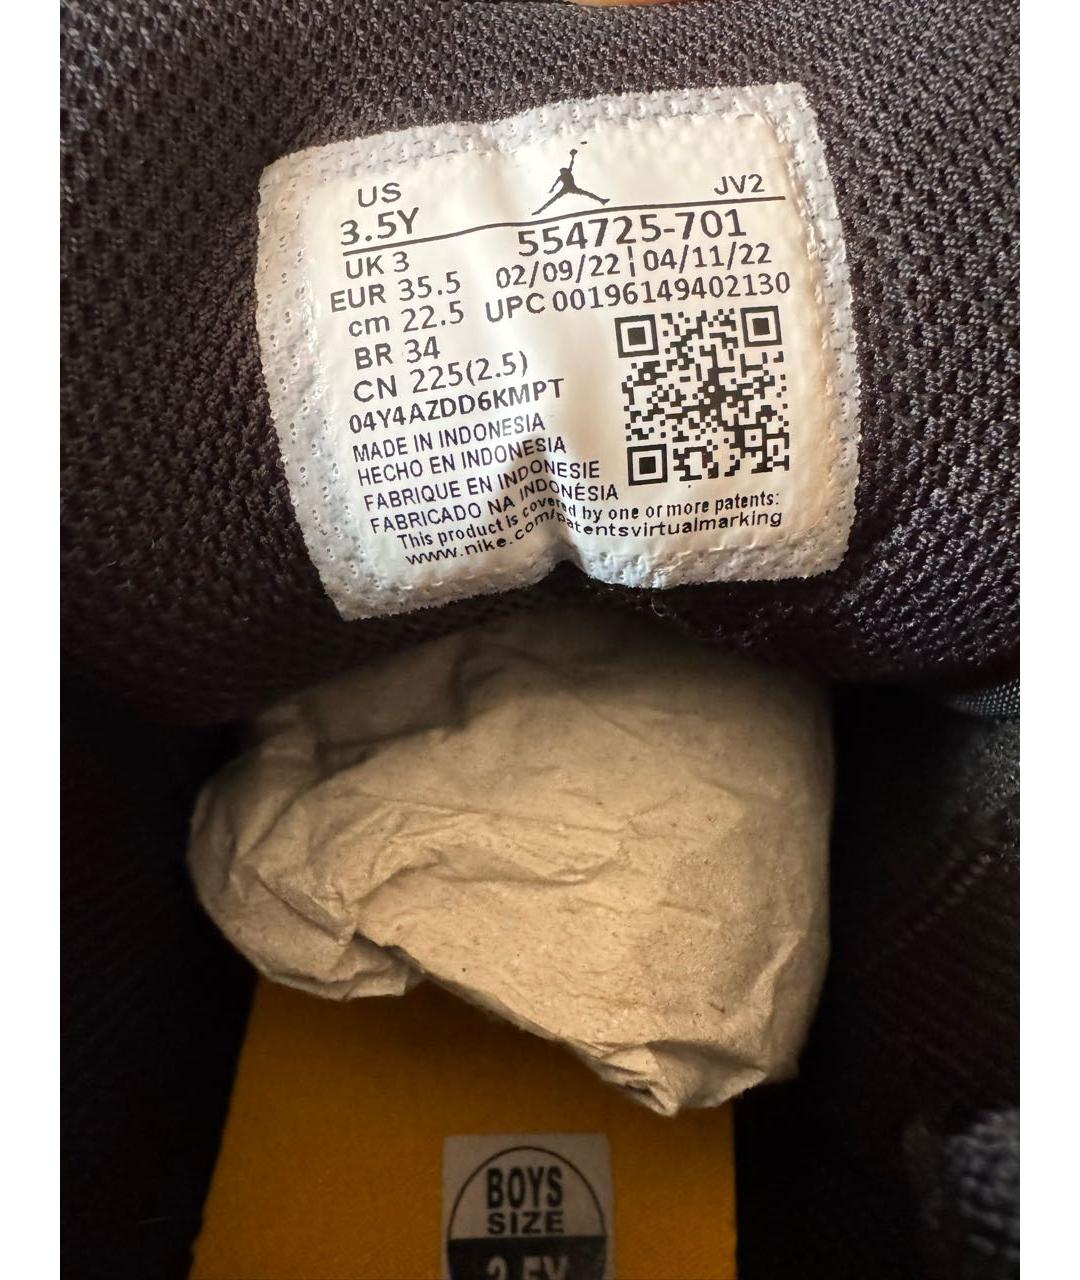 US
3.5Y
JV2
UK 3
554725-701
EUR 35.5
02/09/22 | 04/11/22
cm 22.5
UPC 00196149402130
BR 34
CN 225(2.5)
04Y4AZDD6KMPT
MADE IN INDONESIA
HECHO EN INDONESIA
FABRIQUE EN INDONESIE
FABRICADO NA INDONÉSIA
This product is covered by one or more patents:
www.nike.com/patentsvirtualmarking
BOYS
SIZE